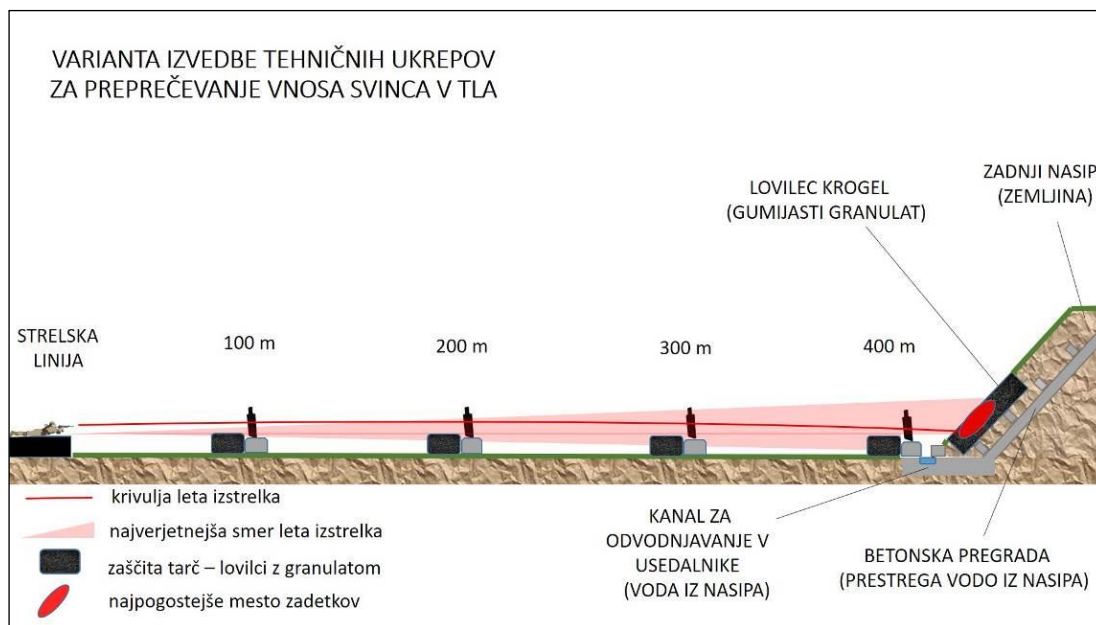 VARIANTA IZVEDBE TEHNIČNIH UKREPOV
ZA PREPREČEVANJE VNOSA SVINCA V TLA
LOVILEC KROGEL
(GUMIJASTI GRANULAT)
ZADNJI NASIP
(ZEMLJINA)
STRELSKA
LINIJA
100 m
200 m
300 m
400 m
krivulja leta izstrelka
najverjetnejša smer leta izstrelka
zaščita tarč – lovilci z granulatom
najpogostejše mesto zadetkov
KANAL ZA
ODVODNJAVANJE V
USEDALNIKE
(VODA IZ NASIPA)
BETONSKA PREGRADA
(PRESTREGA VODO IZ NASIPA)